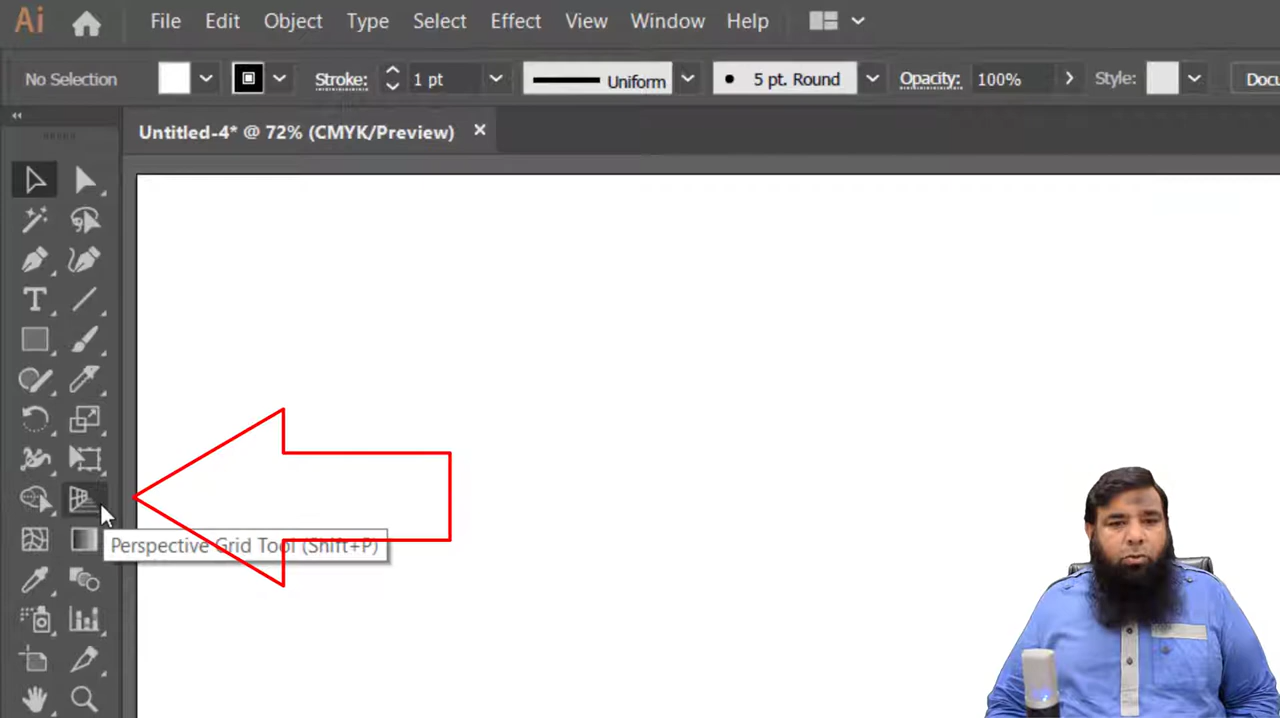 Ai File Edit Object Type Select Effect View Window Help
No Selection Stroke: 1 pt Uniform 5 pt. Round Opacity: 100% Style: Docu
Untitled-4* @ 72% (CMYK/Preview) ×
Perspective Grid Tool (Shift+P)